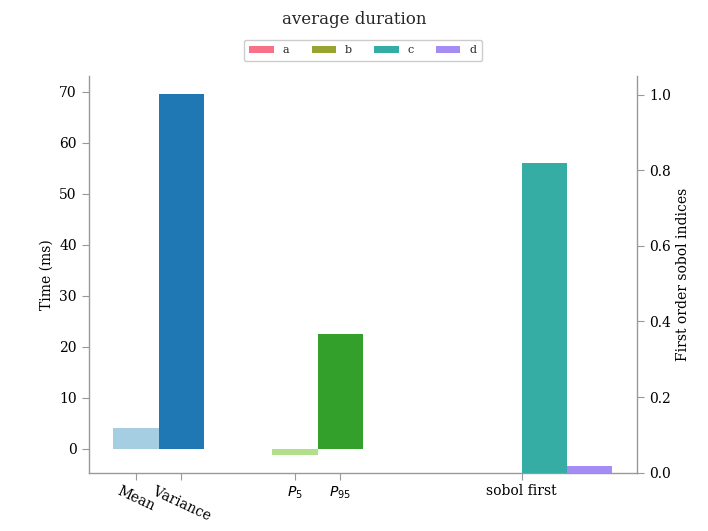 average duration
a b c d
70
60
50
40
30
20
10
0
Time (ms)
1.0
0.8
0.6
0.4
0.2
0.0
First order sobol indices
Mean
Variance
P5
P95
sobol first